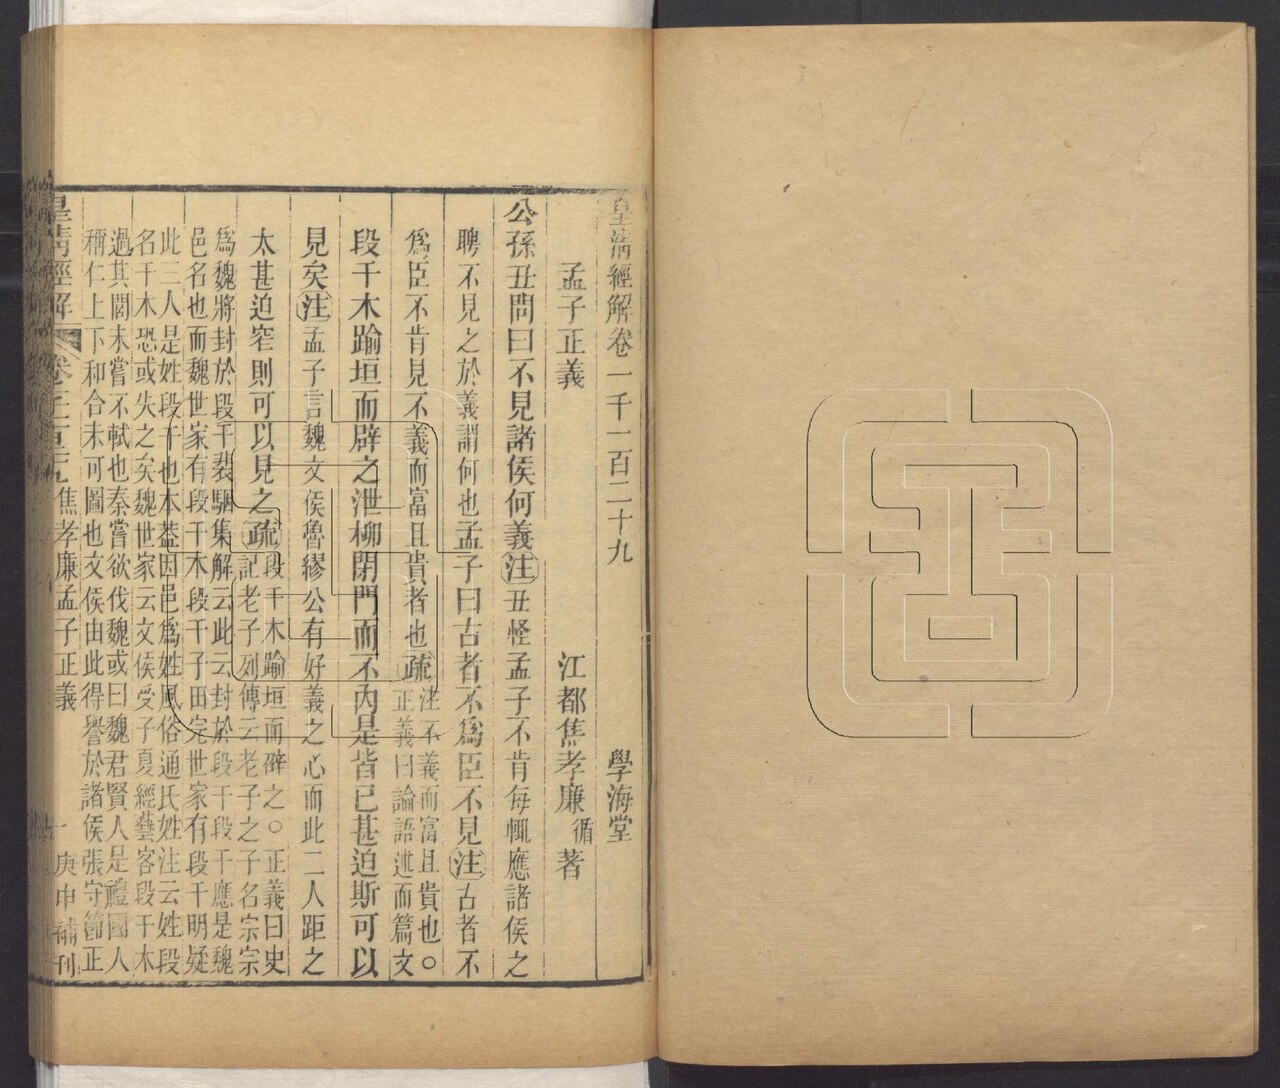 皇清經解卷一千一百二十九　學海堂
孟子正義　江都焦孝廉循著
公孫丑問曰不見諸侯何義注丑怪孟子不肯每輒應諸侯之
聘不見之於義謂何也孟子曰古者不爲臣不見注古者不
爲臣不肯見不義而富且貴者也疏注不義而富且貴也○
正義曰論語述而篇文
段干木踰垣而辟之泄柳閉門而不內是皆已甚迫斯可以
見矣注孟子言魏文侯魯繆公有好義之心而此二人距之
太甚迫窄則可以見之疏段干木踰垣而辟之○正義曰史
記老子列傳云老子之子名宗宗
爲魏將封於段干裴駰集解云此云封於段干段干應是魏
邑名也而魏世家有段干木段干子田完世家有段干明疑
此三人是姓段干也本蓋因邑爲姓風俗通氏姓注云姓段
名干木恐或失之矣魏世家云文侯受子夏經藝客段干木
過其閭未嘗不軾也秦嘗欲伐魏或曰魏君賢人是禮國人
稱仁上下和合未可圖也文侯由此得譽於諸侯張守節正
皇清經解　焦孝廉孟子正義　一　庚申補刊